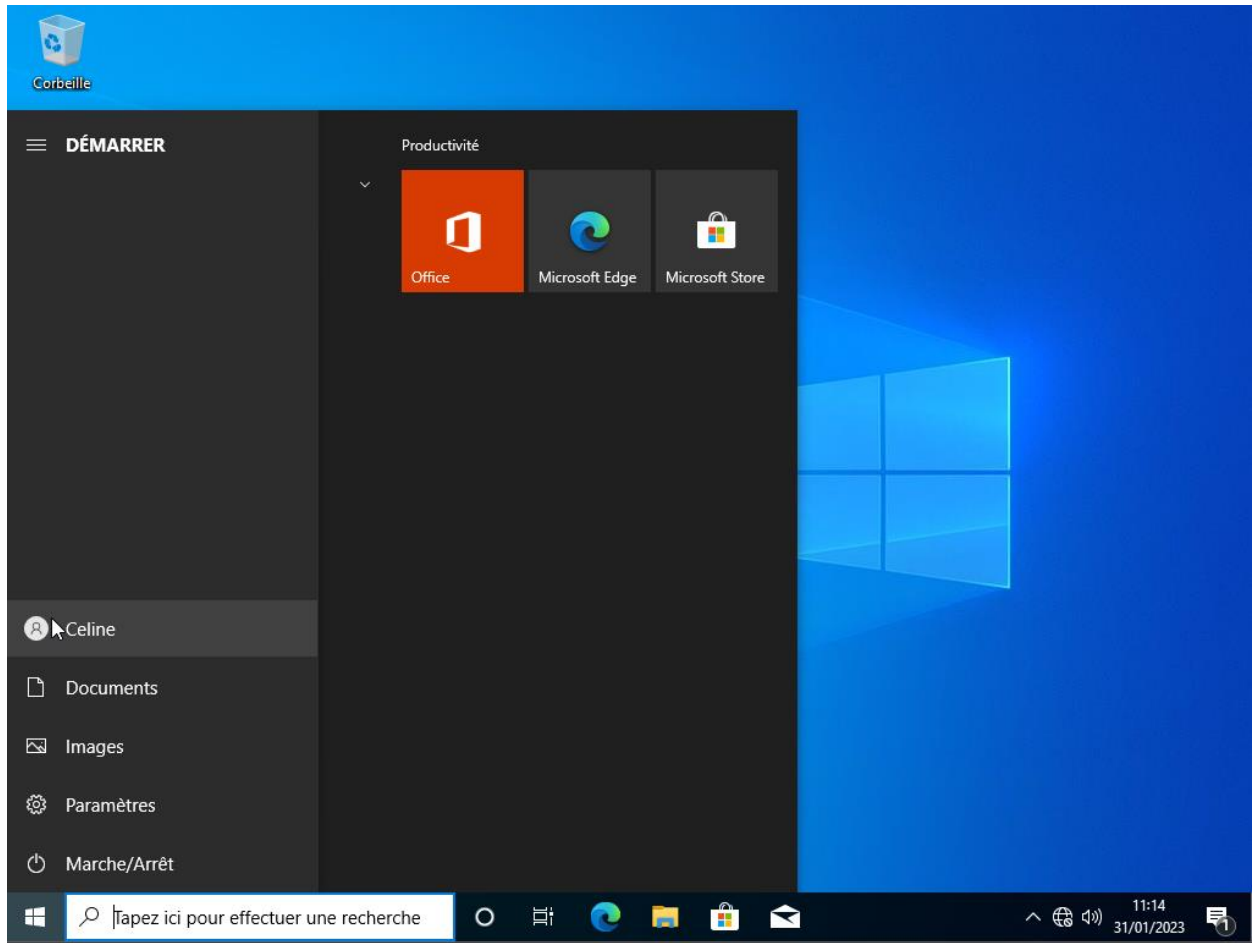 Corbeille
DÉMARRER
Productivité
Office
Microsoft Edge
Microsoft Store
Celine
Documents
Images
Paramètres
Marche/Arrêt
Tapez ici pour effectuer une recherche
11:14
31/01/2023
1